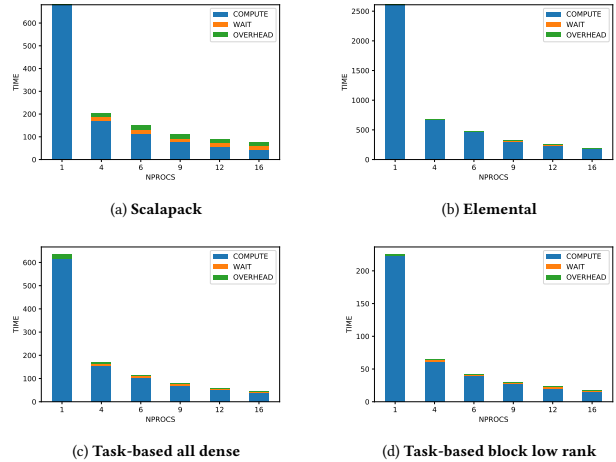 600
500
400
300
200
100
0
TIME
1 4 6 9 12 16
NPROCS
COMPUTE
WAIT
OVERHEAD
(a) Scalapack
2500
2000
1500
1000
500
0
TIME
1 4 6 9 12 16
NPROCS
COMPUTE
WAIT
OVERHEAD
(b) Elemental
600
500
400
300
200
100
0
TIME
1 4 6 9 12 16
NPROCS
COMPUTE
WAIT
OVERHEAD
(c) Task-based all dense
200
150
100
50
0
TIME
1 4 6 9 12 16
NPROCS
COMPUTE
WAIT
OVERHEAD
(d) Task-based block low rank